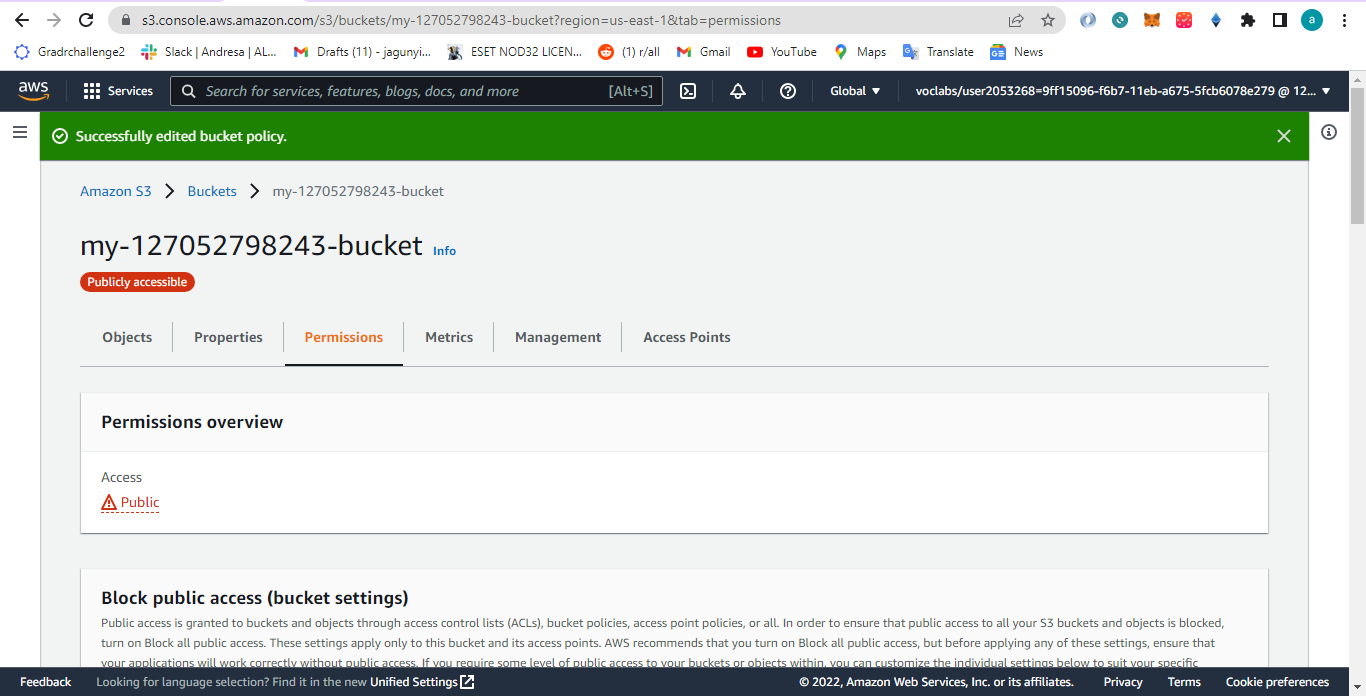 s3.console.aws.amazon.com/s3/buckets/my-127052798243-bucket?region=us-east-1&tab=permissions
a
Gradrchallenge2 Slack | Andresa | AL... Drafts (11) - jagunyi... ESET NOD32 LICEN... (1) r/all Gmail YouTube Maps Translate News
aws Services Search for services, features, blogs, docs, and more [Alt+S] Global voclabs/user2053268=9ff15096-f6b7-11eb-a675-5fcb6078e279 @ 12...
Successfully edited bucket policy.
Amazon S3 Buckets my-127052798243-bucket
my-127052798243-bucket Info
Publicly accessible
Objects Properties Permissions Metrics Management Access Points
Permissions overview
Access
Public
Block public access (bucket settings)
Public access is granted to buckets and objects through access control lists (ACLs), bucket policies, access point policies, or all. In order to ensure that public access to all your S3 buckets and objects is blocked,
turn on Block all public access. These settings apply only to this bucket and its access points. AWS recommends that you turn on Block all public access, but before applying any of these settings, ensure that
your applications will work correctly without public access. If you require some level of public access to your buckets or objects within, you can customize the individual settings below to suit your specific
Feedback Looking for language selection? Find it in the new Unified Settings © 2022, Amazon Web Services, Inc. or its affiliates. Privacy Terms Cookie preferences